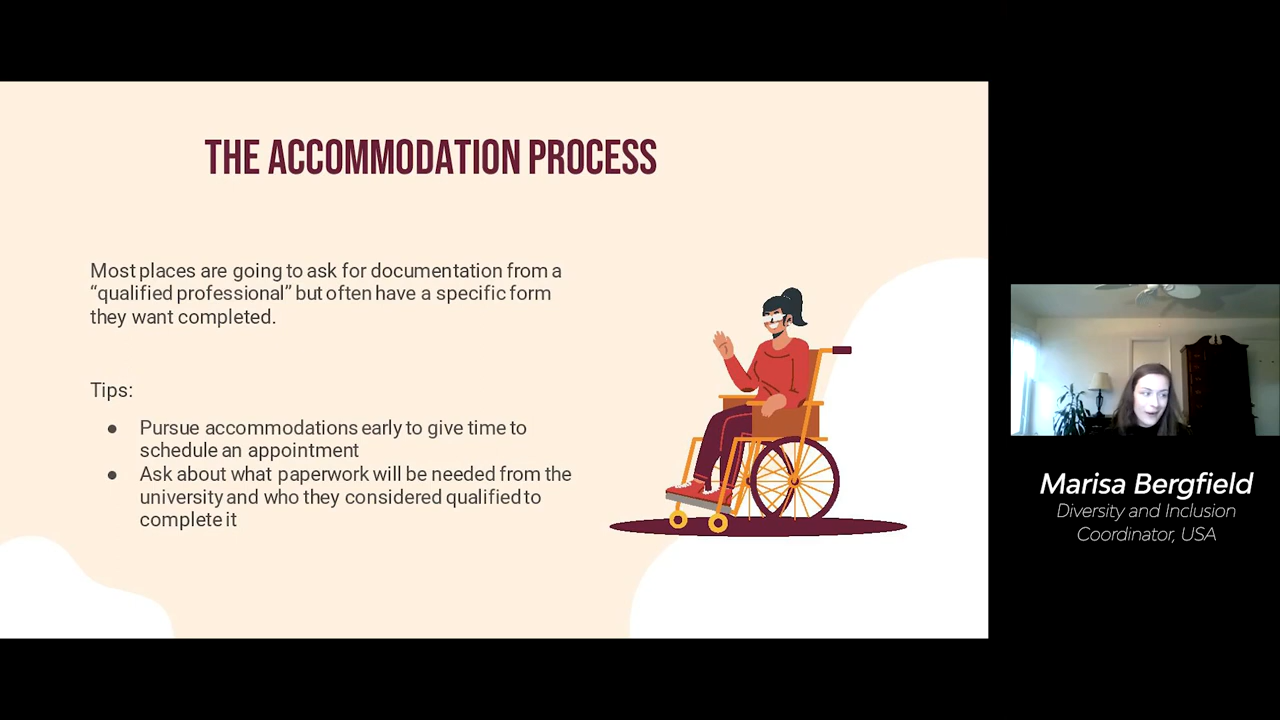 THE ACCOMMODATION PROCESS
Most places are going to ask for documentation from a
“qualified professional” but often have a specific form
they want completed.
Tips:
● Pursue accommodations early to give time to
schedule an appointment
● Ask about what paperwork will be needed from the
university and who they considered qualified to
complete it
Marisa Bergfield
Diversity and Inclusion
Coordinator, USA